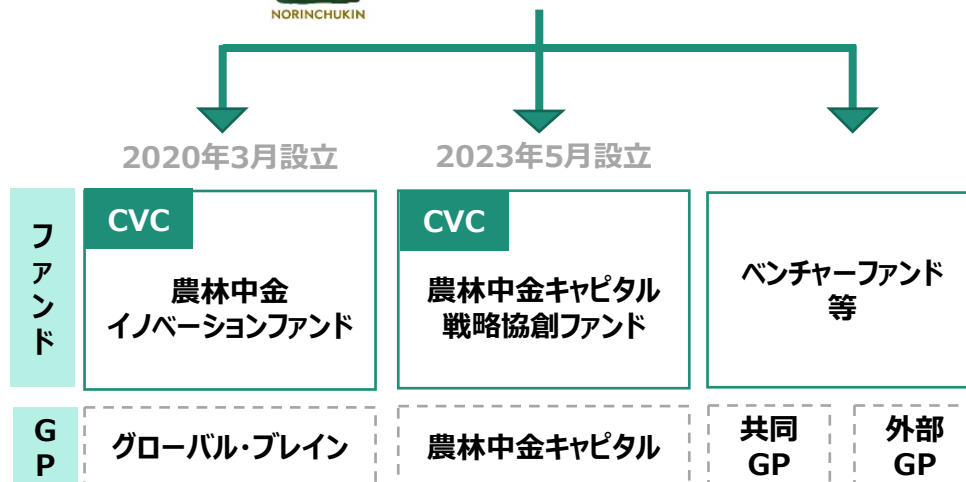 NORINCHUKIN
2020年3月設立
2023年5月設立
ファンド
CVC
農林中金
イノベーションファンド
CVC
農林中金キャピタル
戦略協創ファンド
ベンチャーファンド
等
GP
グローバル・ブレイン
農林中金キャピタル
共同
GP
外部
GP